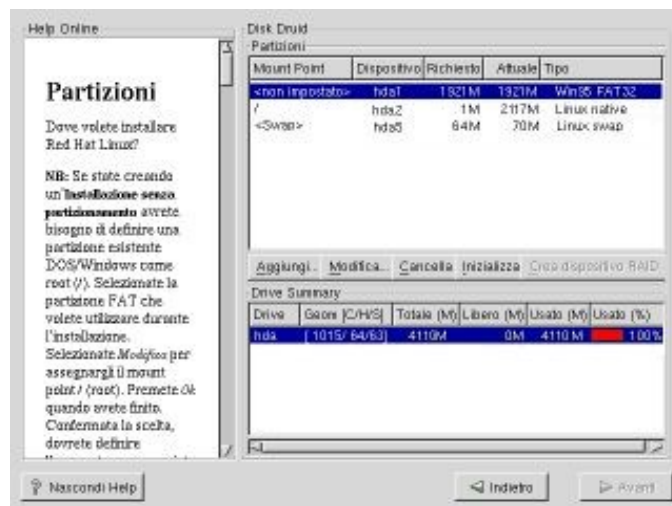 Help Online
Partizioni
Dove volete installare
Red Hat Linux?
NB: Se state creando
un'Installazione senza
partizionamento avrete
bisogno di definire una
partizione esistente
DOS/Windows come
root (/). Selezionate la
partizione FAT che
volete utilizzare durante
l'installazione.
Selezionate Modifica per
assegnargli il mount
point / (root). Premete Ok
quando avete finito.
Confermata la scelta,
dovrete definire
Disk Druid
Partizioni
Mount Point Dispositivo Richiesto Attuale Tipo
<non impostato> hda1 1921M 1921M Win95 FAT32
/ hda2 1M 2117M Linux native
<Swap> hda5 64M 70M Linux swap
Aggiungi... Modifica... Cancella Inizializza Crea dispositivo RAID
Drive Summary
Drive Geom [C/H/S] Totale (M) Libero (M) Usato (M) Usato (%)
hda [ 1015/ 64/63] 4110M 0M 4110M 100%
Nascondi Help Indietro Avanti